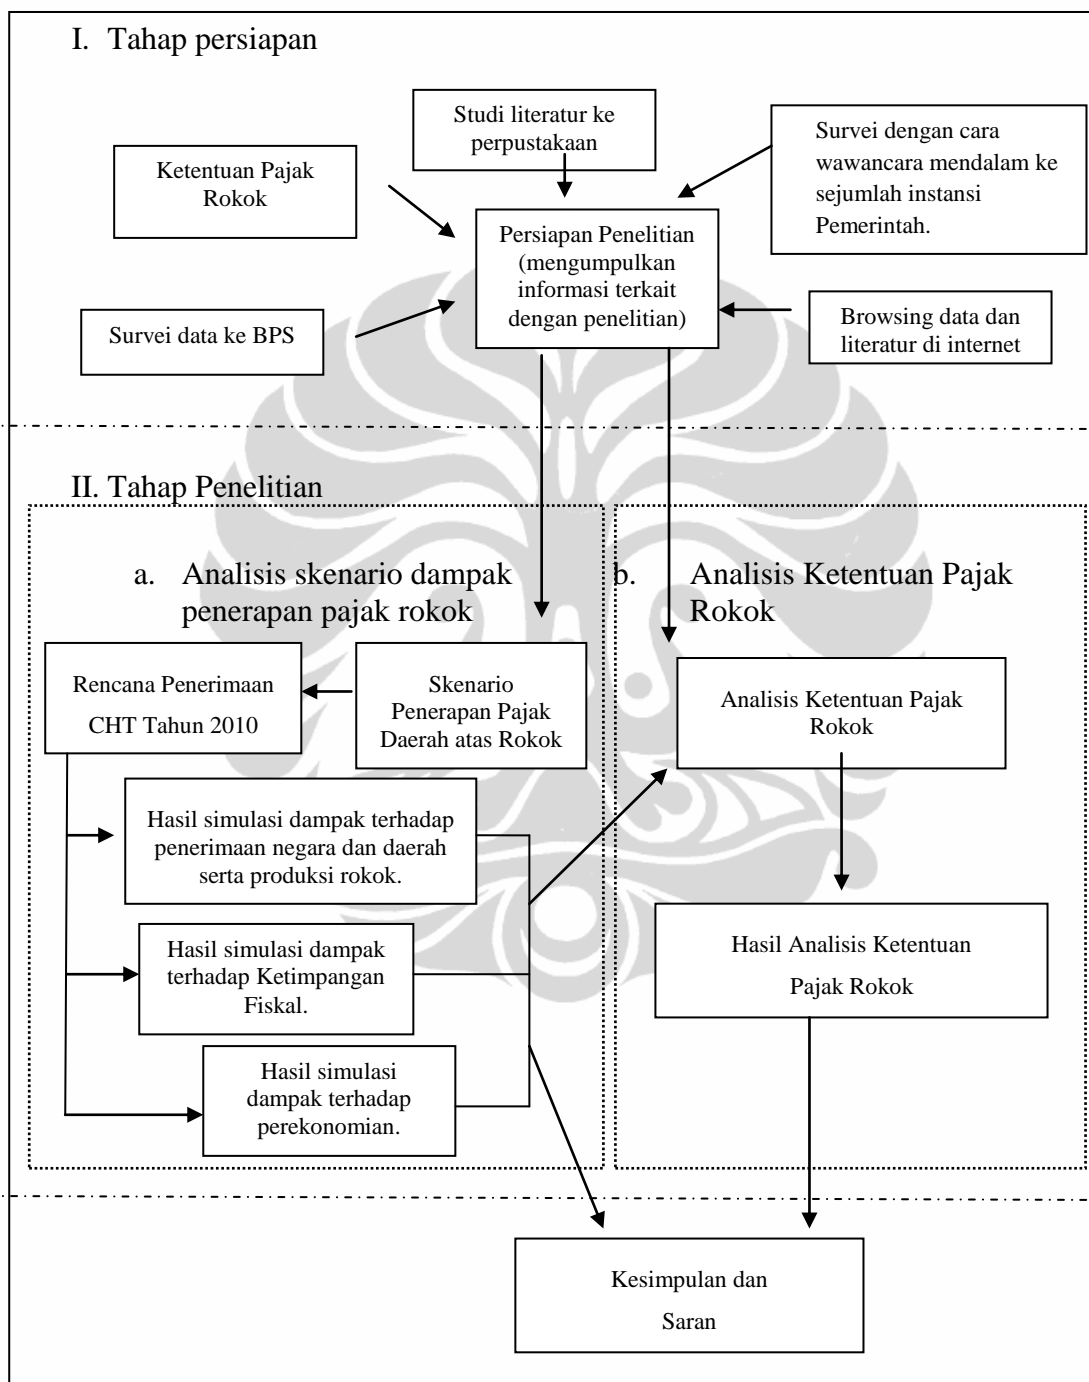 I. Tahap persiapan
Studi literatur ke
perpustakaan
Survei dengan cara
wawancara mendalam ke
sejumlah instansi
Pemerintah.
Ketentuan Pajak
Rokok
Persiapan Penelitian
(mengumpulkan
informasi terkait
dengan penelitian)
Survei data ke BPS
Browsing data dan
literatur di internet
II. Tahap Penelitian
a. Analisis skenario dampak
penerapan pajak rokok
b. Analisis Ketentuan Pajak
Rokok
Rencana Penerimaan
CHT Tahun 2010
Skenario
Penerapan Pajak
Daerah atas Rokok
Analisis Ketentuan Pajak
Rokok
Hasil simulasi dampak terhadap
penerimaan negara dan daerah
serta produksi rokok.
Hasil simulasi dampak
terhadap Ketimpangan
Fiskal.
Hasil Analisis Ketentuan
Pajak Rokok
Hasil simulasi
dampak terhadap
perekonomian.
Kesimpulan dan
Saran